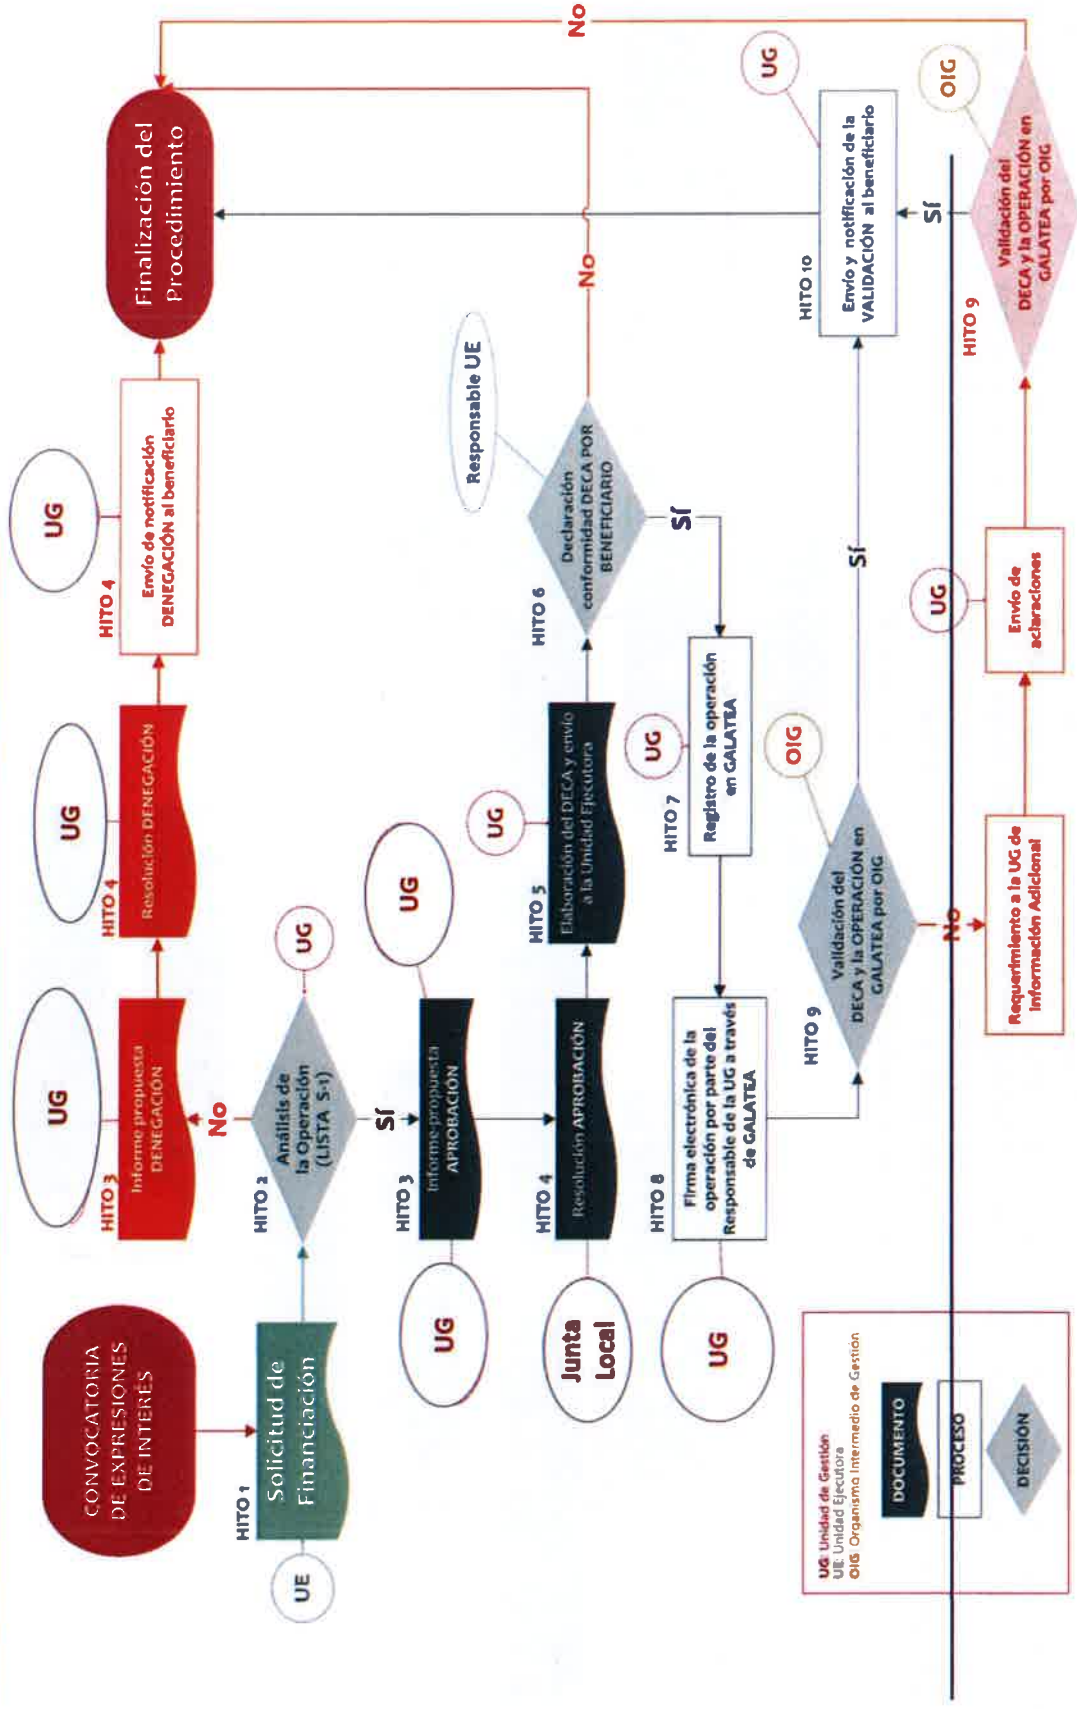 CONVOCATORIA
DE EXPRESIONES
DE INTERÉS
HITO 1
Solicitud de
Financiación
UE
HITO 2
Análisis de
la Operación
(LISTA S-1)
UG
No
HITO 3
Informe propuesta
DENEGACIÓN
UG
HITO 4
Resolución DENEGACIÓN
UG
HITO 4
Envío de notificación
DENEGACIÓN al beneficiario
UG
Finalización del
Procedimiento
Sí
HITO 3
Informe-propuesta
APROBACIÓN
UG
UG
HITO 4
Resolución APROBACIÓN
Junta
Local
HITO 5
Elaboración del DECA y envío
a la Unidad Ejecutora
UG
HITO 6
Declaración
conformidad DECA POR
BENEFICIARIO
Responsable UE
No
Sí
HITO 7
Registro de la operación
en GALATEA
UG
HITO 8
Firma electrónica de la
operación por parte del
Responsable de la UG a través
de GALATEA
UG
HITO 9
Validación del
DECA y la OPERACIÓN en
GALATEA por OIG
OIG
Sí
HITO 10
Envío y notificación de la
VALIDACIÓN al beneficiario
UG
No
Requerimiento a la UG de
Información Adicional
Envío de
aclaraciones
UG
HITO 9
Validación del
DECA y la OPERACIÓN en
GALATEA por OIG
OIG
Sí
No
UG: Unidad de Gestión
UE: Unidad Ejecutora
OIG: Organismo Intermedio de Gestión
DOCUMENTO
PROCESO
DECISIÓN